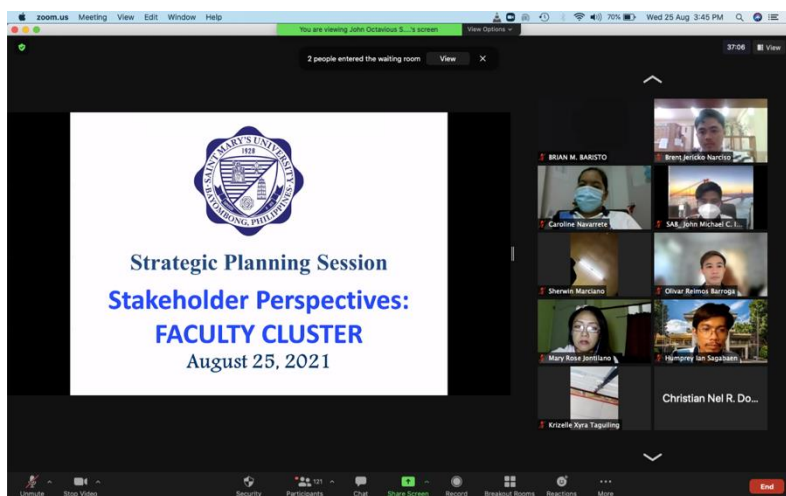 zoom.us Meeting View Edit Window Help
70% Wed 25 Aug 3:45 PM
You are viewing John Octavious S....'s screen
View Options
2 people entered the waiting room View
37:06 View
SAINT MARY'S UNIVERSITY
1928
BAYOMBONG, PHILIPPINES
Strategic Planning Session
Stakeholder Perspectives:
FACULTY CLUSTER
August 25, 2021
BRIAN M. BARISTO
Brent Jericko Narciso
Caroline Navarrete
SAB_ John Michael C. I...
Sherwin Marciano
Olivar Reimos Barroga
Mary Rose Jontilano
Humprey Ian Sagabaen
Krizelle Xyra Taguiling
Christian Nel R. Do...
Unmute Stop Video Security Participants 121 Chat Share Screen Record Breakout Rooms Reactions More End